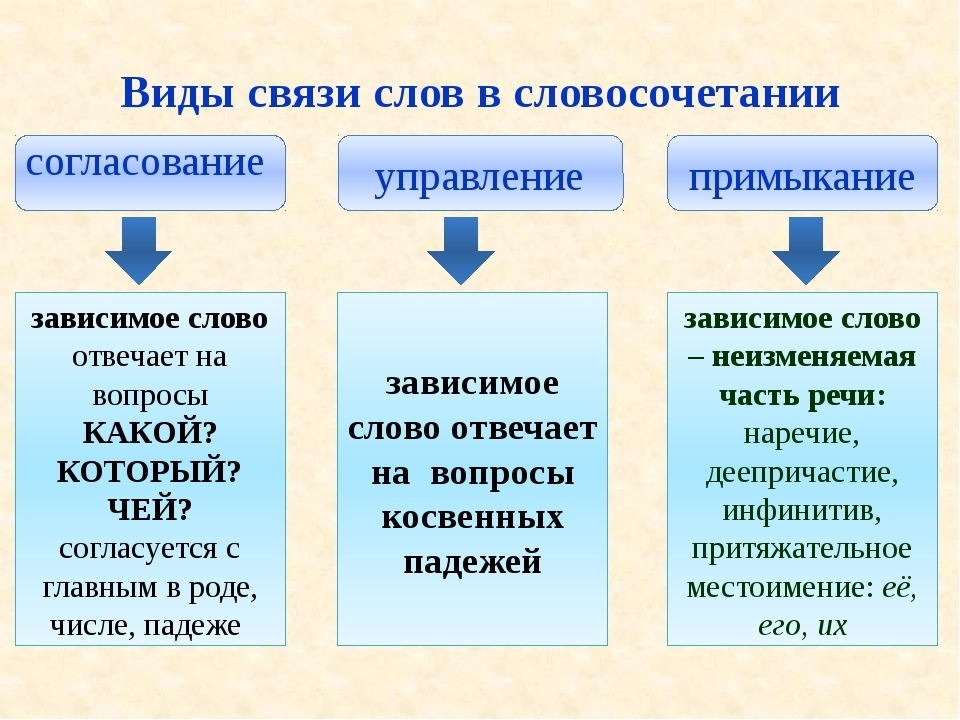 Виды связи слов в словосочетании
согласование
управление
примыкание
зависимое слово
отвечает на
вопросы
КАКОЙ?
КОТОРЫЙ?
ЧЕЙ?
согласуется с
главным в роде,
числе, падеже
зависимое
слово отвечает
на вопросы
косвенных
падежей
зависимое слово
– неизменяемая
часть речи:
наречие,
деепричастие,
инфинитив,
притяжательное
местоимение: её,
его, их